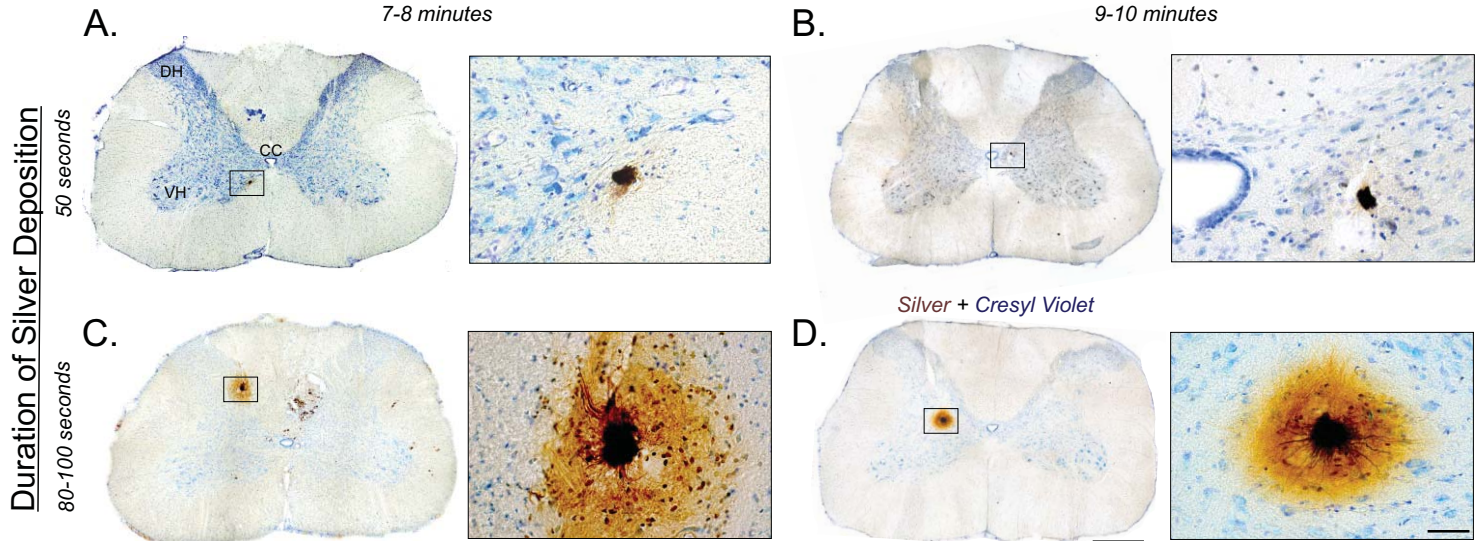 7-8 minutes
9-10 minutes
A.
B.
DH
CC
VH
Duration of Silver Deposition
50 seconds
80-100 seconds
Silver + Cresyl Violet
C.
D.